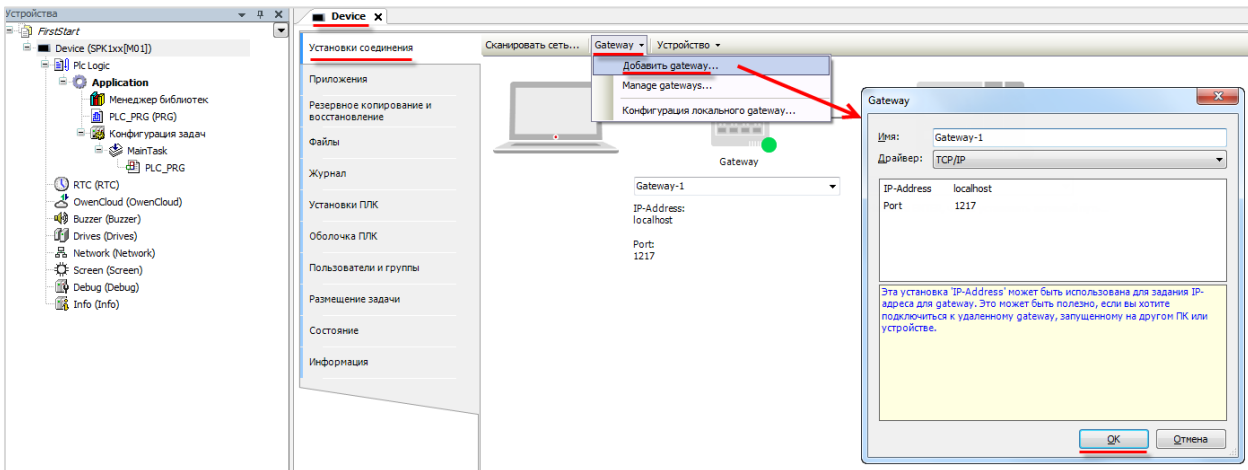 Устройства
FirstStart
Device (SPK1xx[M01])
Plc Logic
Application
Менеджер библиотек
PLC_PRG (PRG)
Конфигурация задач
MainTask
PLC_PRG
RTC (RTC)
OwenCloud (OwenCloud)
Buzzer (Buzzer)
Drives (Drives)
Network (Network)
Screen (Screen)
Debug (Debug)
Info (Info)
Device
Установки соединения
Приложения
Резервное копирование и
восстановление
Файлы
Журнал
Установки ПЛК
Оболочка ПЛК
Пользователи и группы
Размещение задачи
Состояние
Информация
Сканировать сеть... Gateway Устройство
Добавить gateway...
Manage gateways...
Конфигурация локального gateway...
Gateway
Gateway-1
IP-Address:
localhost
Port:
1217
Gateway
Имя: Gateway-1
Драйвер: TCP/IP
IP-Address localhost
Port 1217
Эта установка 'IP-Address' может быть использована для задания IP-
адреса для gateway. Это может быть полезно, если вы хотите
подключиться к удаленному gateway, запущенному на другом ПК или
устройстве.
OK Отмена